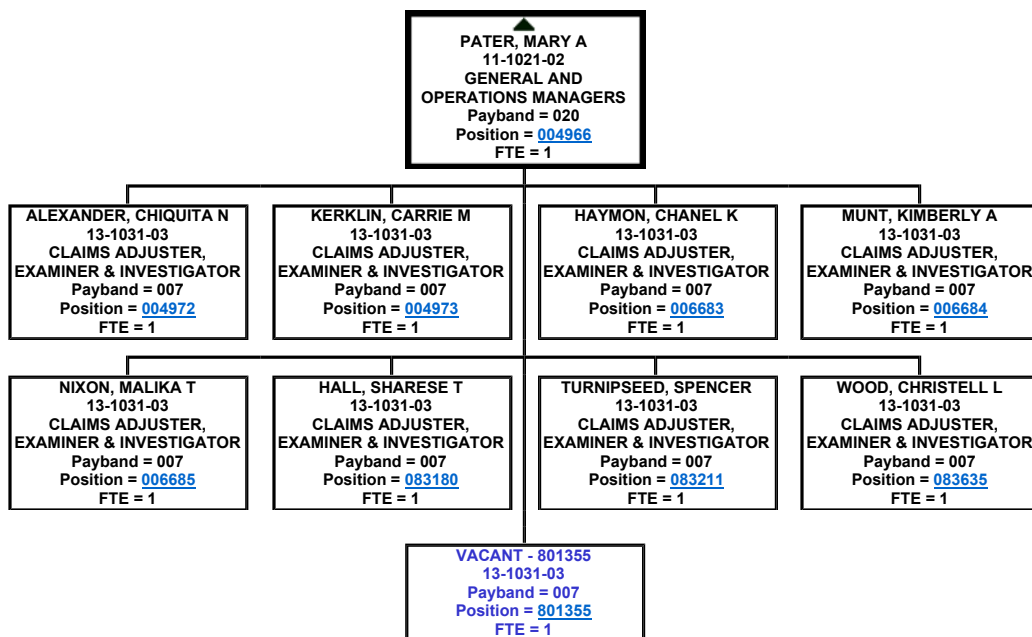 PATER, MARY A
11-1021-02
GENERAL AND
OPERATIONS MANAGERS
Payband = 020
Position = 004966
FTE = 1
ALEXANDER, CHIQUITA N
13-1031-03
CLAIMS ADJUSTER,
EXAMINER & INVESTIGATOR
Payband = 007
Position = 004972
FTE = 1
KERKLIN, CARRIE M
13-1031-03
CLAIMS ADJUSTER,
EXAMINER & INVESTIGATOR
Payband = 007
Position = 004973
FTE = 1
HAYMON, CHANEL K
13-1031-03
CLAIMS ADJUSTER,
EXAMINER & INVESTIGATOR
Payband = 007
Position = 006683
FTE = 1
MUNT, KIMBERLY A
13-1031-03
CLAIMS ADJUSTER,
EXAMINER & INVESTIGATOR
Payband = 007
Position = 006684
FTE = 1
NIXON, MALIKA T
13-1031-03
CLAIMS ADJUSTER,
EXAMINER & INVESTIGATOR
Payband = 007
Position = 006685
FTE = 1
HALL, SHARESE T
13-1031-03
CLAIMS ADJUSTER,
EXAMINER & INVESTIGATOR
Payband = 007
Position = 083180
FTE = 1
TURNIPSEED, SPENCER
13-1031-03
CLAIMS ADJUSTER,
EXAMINER & INVESTIGATOR
Payband = 007
Position = 083211
FTE = 1
WOOD, CHRISTELL L
13-1031-03
CLAIMS ADJUSTER,
EXAMINER & INVESTIGATOR
Payband = 007
Position = 083635
FTE = 1
VACANT - 801355
13-1031-03
Payband = 007
Position = 801355
FTE = 1